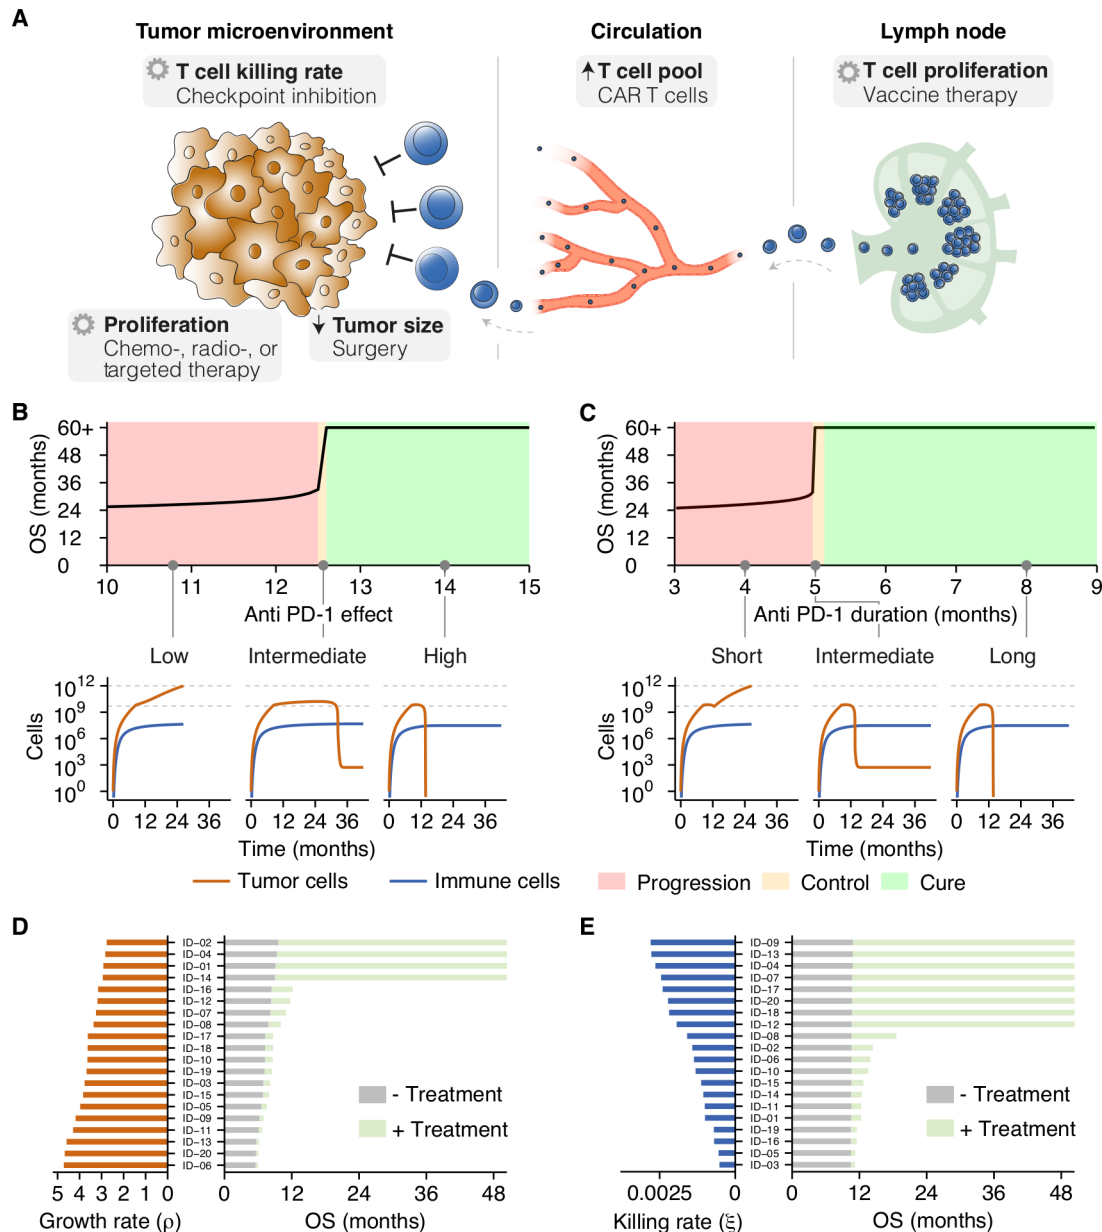 A
Tumor microenvironment
Circulation
Lymph node
T cell killing rate
Checkpoint inhibition
T cell pool
CAR T cells
T cell proliferation
Vaccine therapy
Proliferation
Chemo-, radio-, or
targeted therapy
Tumor size
Surgery
B
OS (months)
60+
48
36
24
12
0
10 11 12 13 14 15
Anti PD-1 effect
Low Intermediate High
Cells
10^12
10^9
10^6
10^3
10^0
0 12 24 36
0 12 24 36
0 12 24 36
Time (months)
C
OS (months)
60+
48
36
24
12
0
3 4 5 6 7 8 9
Anti PD-1 duration (months)
Short Intermediate Long
Cells
10^12
10^9
10^6
10^3
10^0
0 12 24 36
0 12 24 36
0 12 24 36
Time (months)
Tumor cells Immune cells Progression Control Cure
D
ID-02
ID-04
ID-01
ID-14
ID-16
ID-12
ID-07
ID-08
ID-17
ID-18
ID-10
ID-19
ID-03
ID-15
ID-05
ID-09
ID-11
ID-13
ID-20
ID-06
- Treatment
+ Treatment
5 4 3 2 1 0
Growth rate (ρ)
0 12 24 36 48
OS (months)
E
ID-09
ID-13
ID-04
ID-07
ID-17
ID-20
ID-18
ID-12
ID-08
ID-02
ID-06
ID-10
ID-15
ID-14
ID-11
ID-01
ID-19
ID-16
ID-05
ID-03
- Treatment
+ Treatment
0.0025 0
Killing rate (ξ)
0 12 24 36 48
OS (months)